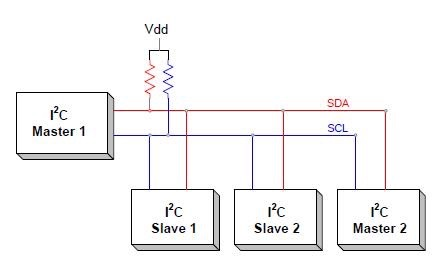 Vdd
SDA
I²C
Master 1
SCL
I²C
Slave 1
I²C
Slave 2
I²C
Master 2